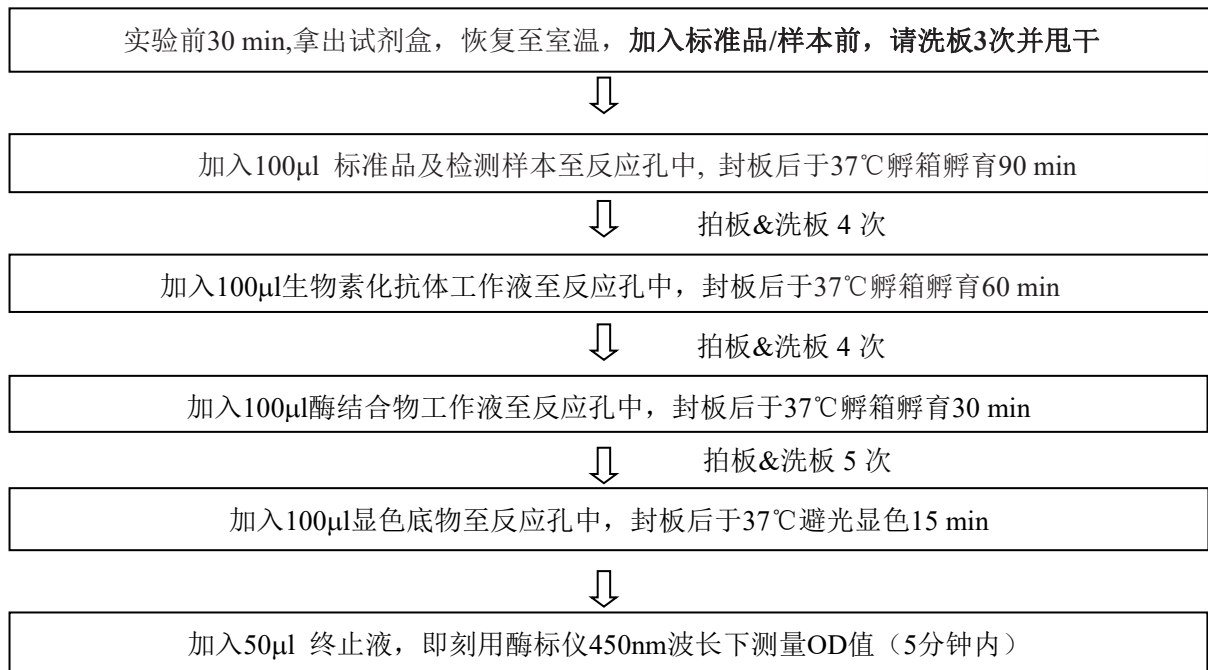 实验前30 min,拿出试剂盒，恢复至室温，加入标准品/样本前，请洗板3次并甩干
加入100μl 标准品及检测样本至反应孔中, 封板后于37℃孵箱孵育90 min
拍板&洗板 4 次
加入100μl生物素化抗体工作液至反应孔中，封板后于37℃孵箱孵育60 min
拍板&洗板 4 次
加入100μl酶结合物工作液至反应孔中，封板后于37℃孵箱孵育30 min
拍板&洗板 5 次
加入100μl显色底物至反应孔中，封板后于37℃避光显色15 min
加入50μl 终止液，即刻用酶标仪450nm波长下测量OD值（5分钟内）